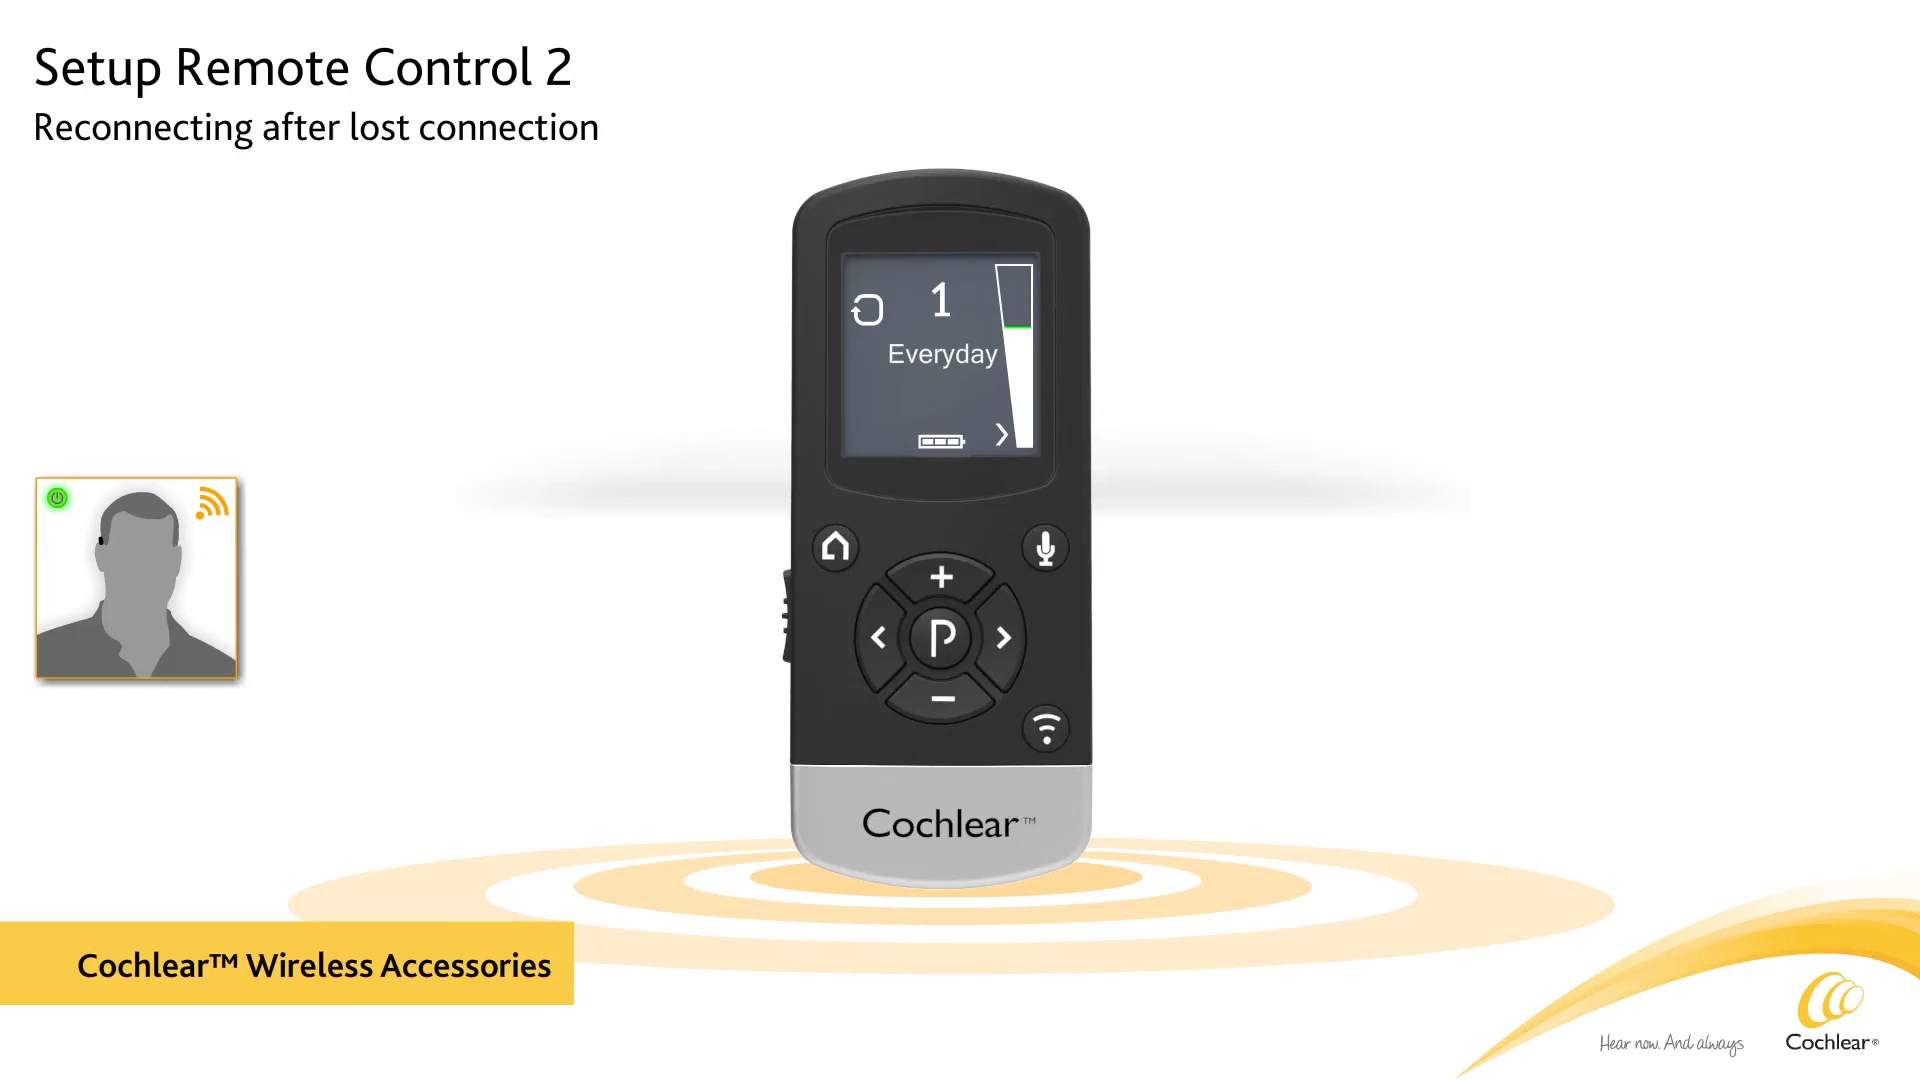 Setup Remote Control 2
Reconnecting after lost connection
1
Everyday
P
Cochlear™
Cochlear™ Wireless Accessories
Hear now. And always
Cochlear®